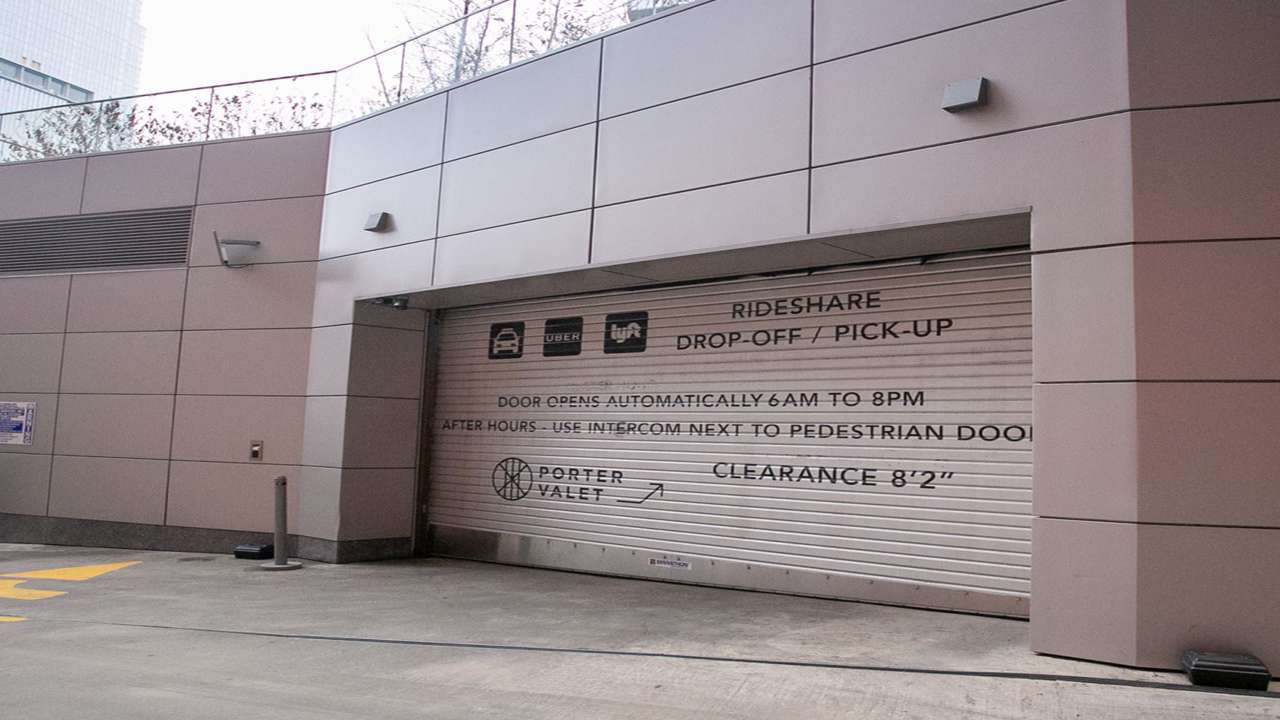 RIDESHARE
DROP-OFF / PICK-UP
UBER
lyft
DOOR OPENS AUTOMATICALLY 6AM TO 8PM
AFTER HOURS - USE INTERCOM NEXT TO PEDESTRIAN DOOR
PORTER
VALET
CLEARANCE 8'2"